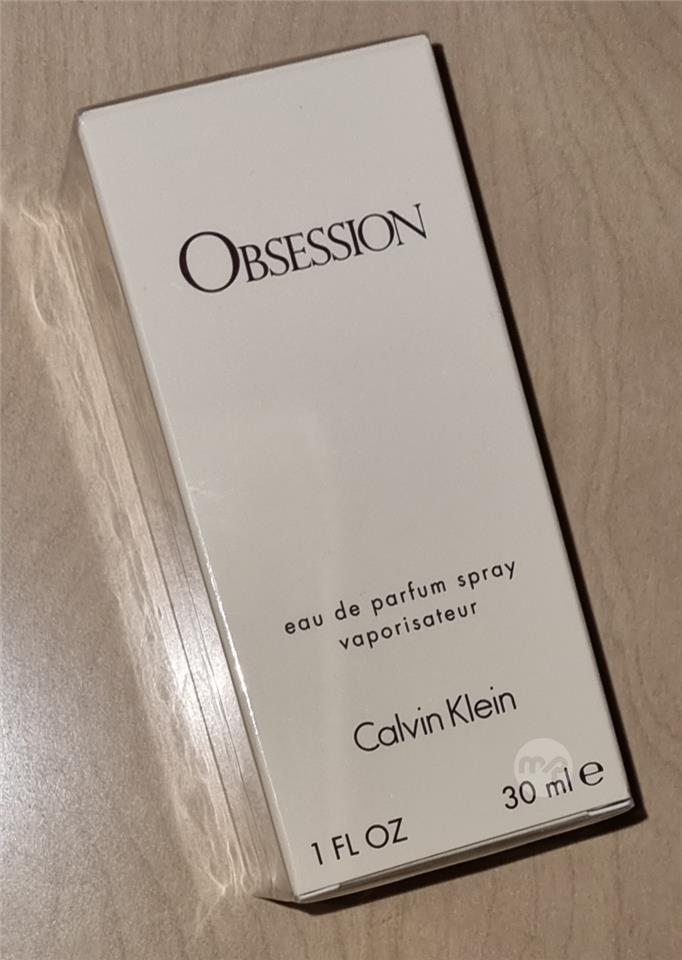 OBSESSION
eau de parfum spray
vaporisateur
Calvin Klein
1 FL OZ 30 ml ℮